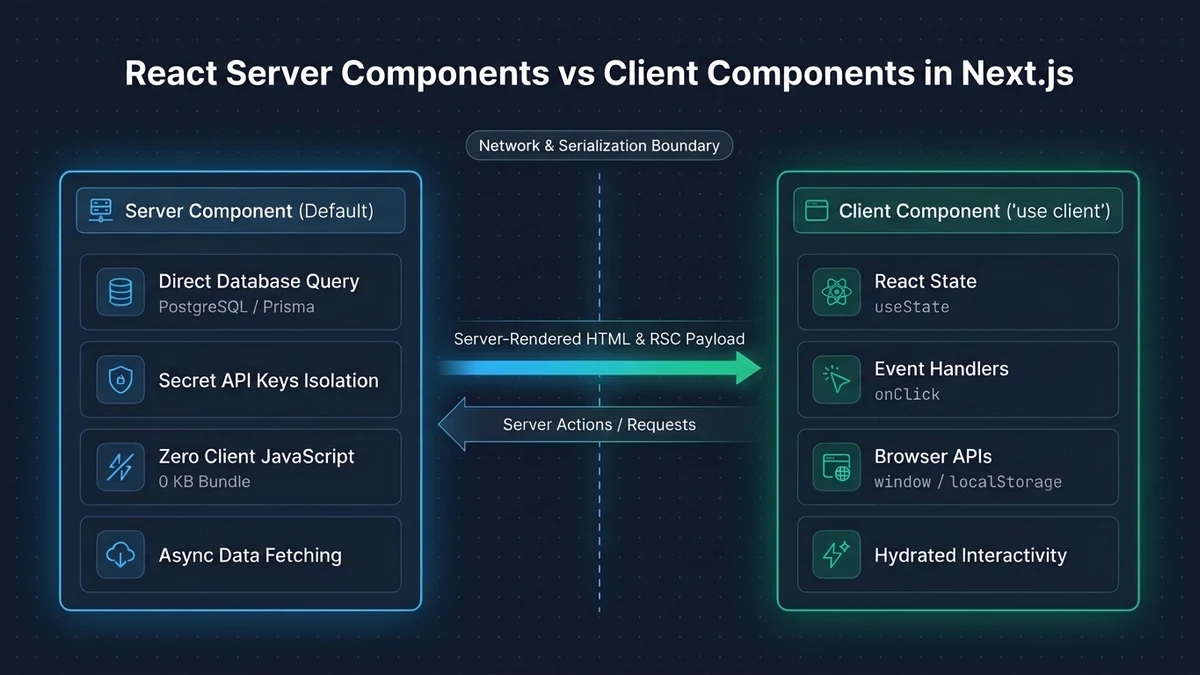 React Server Components vs Client Components in Next.js
Network & Serialization Boundary
Server Component (Default)
Direct Database Query
PostgreSQL / Prisma
Secret API Keys Isolation
Zero Client JavaScript
0 KB Bundle
Async Data Fetching
Server-Rendered HTML & RSC Payload
Server Actions / Requests
Client Component ('use client')
React State
useState
Event Handlers
onClick
Browser APIs
window / localStorage
Hydrated Interactivity